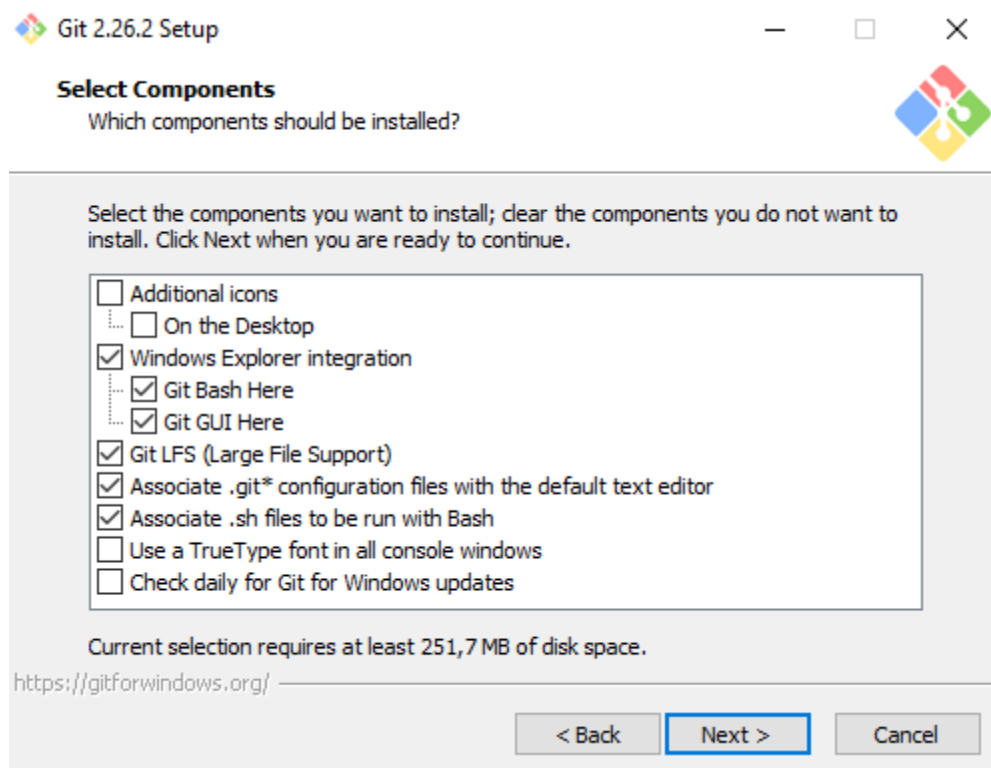 Git 2.26.2 Setup
Select Components
Which components should be installed?
Select the components you want to install; clear the components you do not want to
install. Click Next when you are ready to continue.
Additional icons
On the Desktop
Windows Explorer integration
Git Bash Here
Git GUI Here
Git LFS (Large File Support)
Associate .git* configuration files with the default text editor
Associate .sh files to be run with Bash
Use a TrueType font in all console windows
Check daily for Git for Windows updates
Current selection requires at least 251,7 MB of disk space.
https://gitforwindows.org/
< Back Next > Cancel